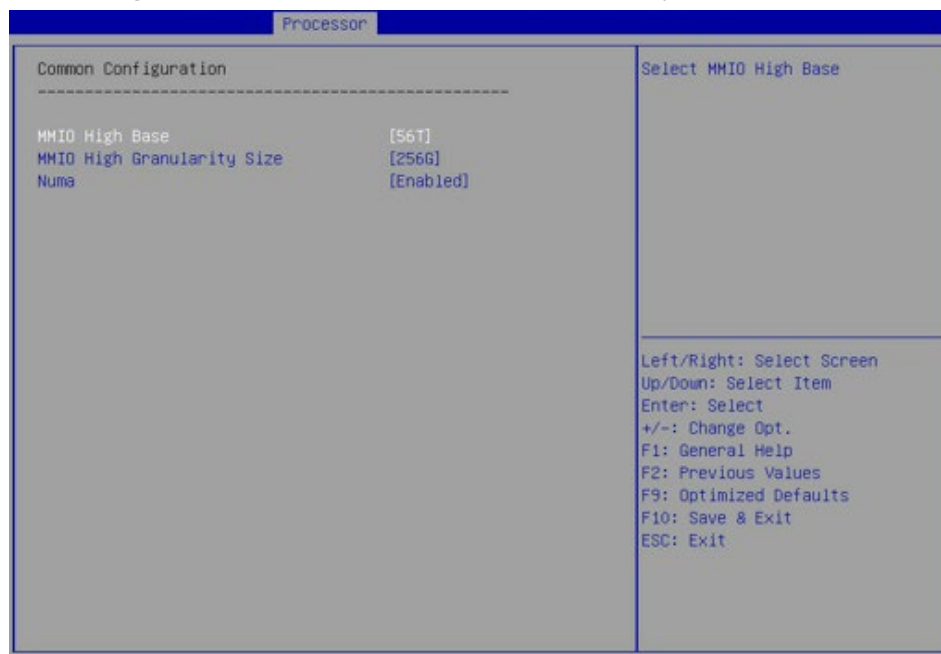 Processor
Common Configuration
------------------------------------------------------
MMIO High Base [56T]
MMIO High Granularity Size [256G]
Numa [Enabled]
Select MMIO High Base
Left/Right: Select Screen
Up/Down: Select Item
Enter: Select
+/-: Change Opt.
F1: General Help
F2: Previous Values
F9: Optimized Defaults
F10: Save & Exit
ESC: Exit